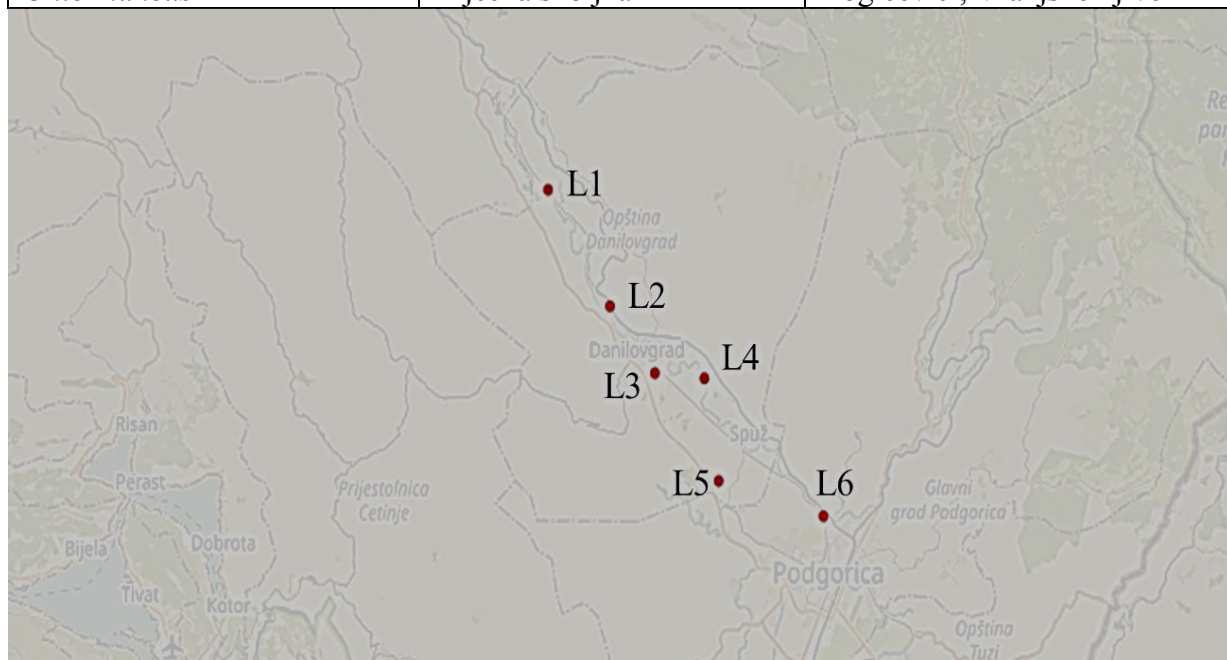 L1
Opština
Danilovgrad
L2
Danilovgrad
L4
L3
Risan
Spuž
Perast
Prijestolnica
Cetinje
L5
L6
Glavni
grad Podgorica
Bijela
Dobrota
Podgorica
Tivat
Kotor
Opština
Tuzi